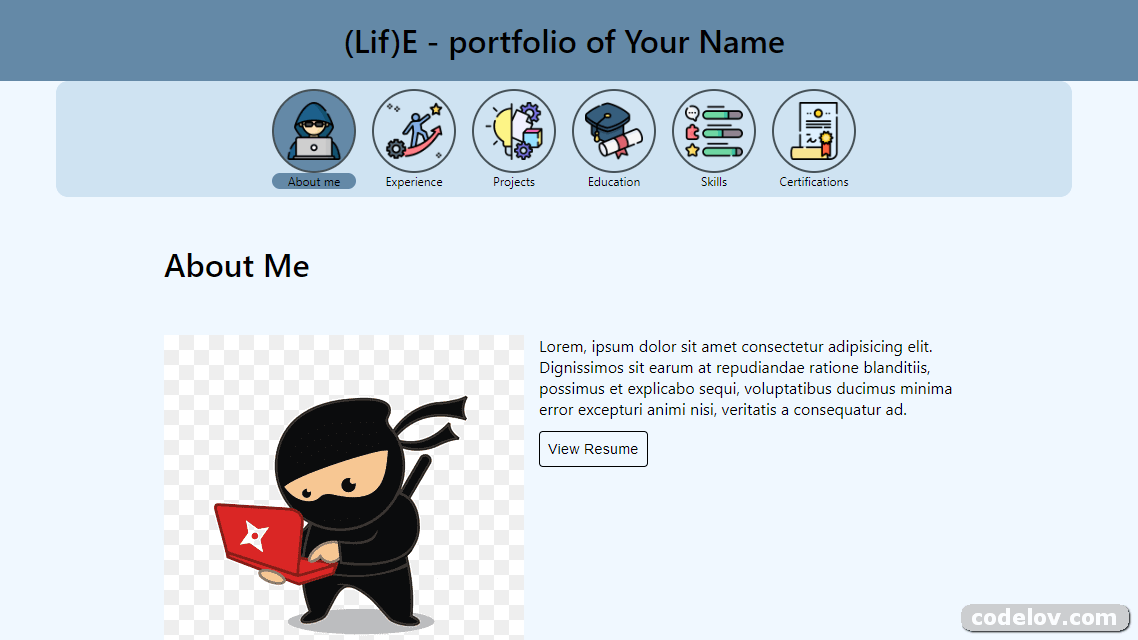 (Lif)E - portfolio of Your Name
About me
Experience
Projects
Education
Skills
Certifications
About Me
Lorem, ipsum dolor sit amet consectetur adipisicing elit.
Dignissimos sit earum at repudiandae ratione blanditiis,
possimus et explicabo sequi, voluptatibus ducimus minima
error excepturi animi nisi, veritatis a consequatur ad.
View Resume
codelov.com